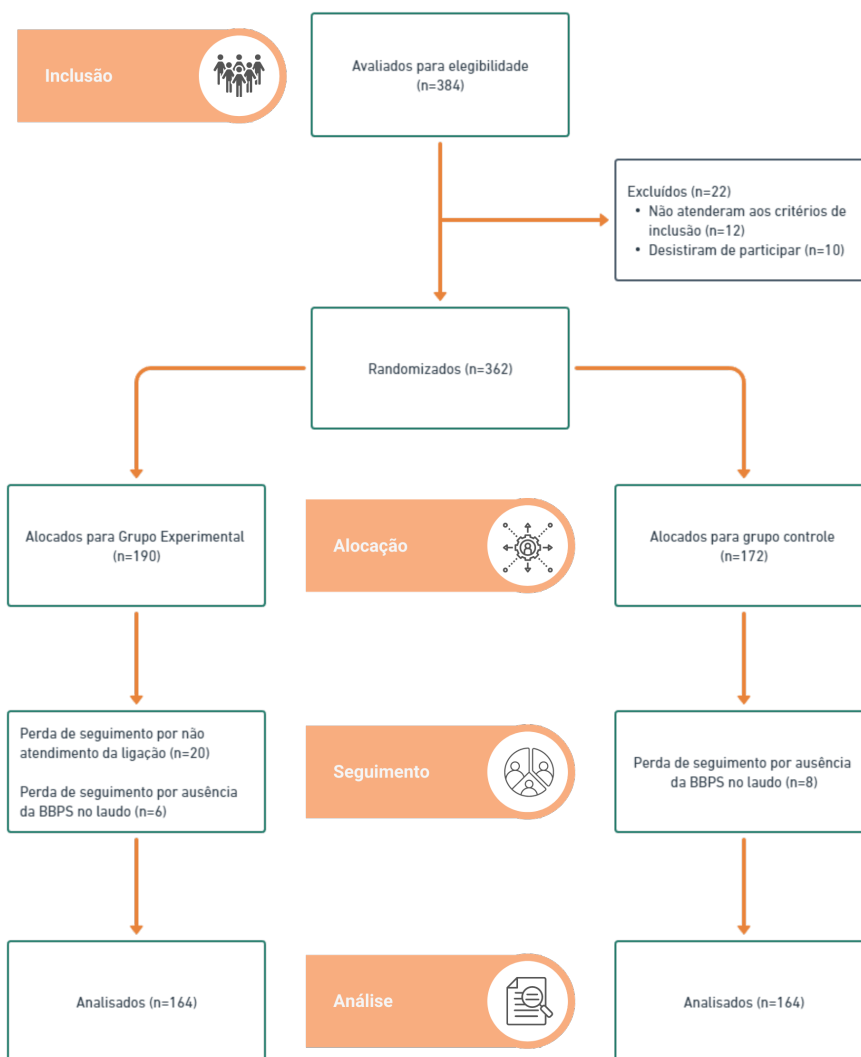 Inclusão
Avaliados para elegibilidade
(n=384)
Excluídos (n=22)
• Não atenderam aos critérios de
inclusão (n=12)
• Desistiram de participar (n=10)
Randomizados (n=362)
Alocados para Grupo Experimental
(n=190)
Alocação
Alocados para grupo controle
(n=172)
Perda de seguimento por não
atendimento da ligação (n=20)
Perda de seguimento por ausência
da BBPS no laudo (n=6)
Seguimento
Perda de seguimento por ausência
da BBPS no laudo (n=8)
Analisados (n=164)
Análise
Analisados (n=164)